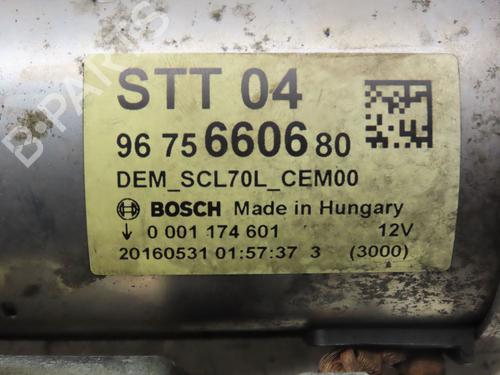 B-PARTS
STT 04
96 75 6606 80
DEM_SCL70L_CEM00
BOSCH Made in Hungary
↓ 0 001 174 601 12V
20160531 01:57:37 3 (3000)